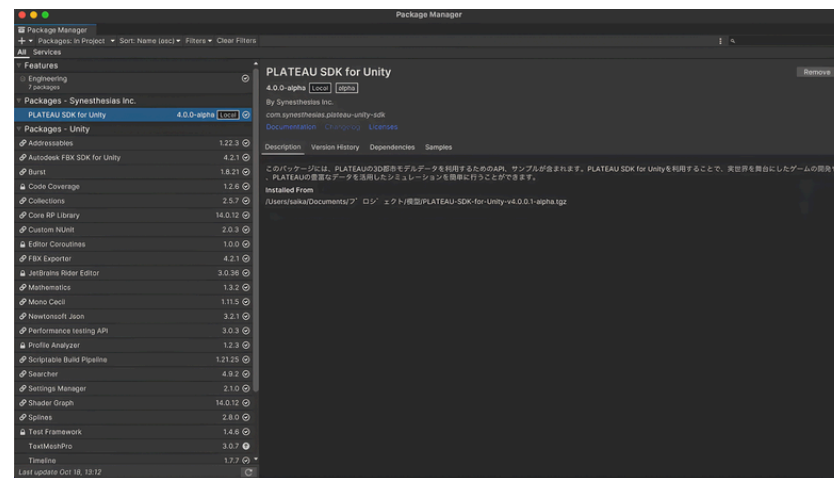 Package Manager
Package Manager
+ ▾ Packages: In Project ▾ Sort: Name (asc) ▾ Filters ▾ Clear Filters
All Services
Features
Engineering
7 packages
Packages - Synesthesias Inc.
PLATEAU SDK for Unity 4.0.0-alpha Local
Packages - Unity
Addressables 1.22.3
Autodesk FBX SDK for Unity 4.2.1
Burst 1.8.21
Code Coverage 1.2.6
Collections 2.5.7
Core RP Library 14.0.12
Custom NUnit 2.0.3
Editor Coroutines 1.0.0
FBX Exporter 4.2.1
JetBrains Rider Editor 3.0.36
Mathematics 1.3.2
Mono Cecil 1.11.5
Newtonsoft Json 3.2.1
Performance testing API 3.0.3
Profile Analyzer 1.2.3
Scriptable Build Pipeline 1.21.25
Searcher 4.9.2
Settings Manager 2.1.0
Shader Graph 14.0.12
Splines 2.8.0
Test Framework 1.4.6
TextMeshPro 3.0.7
Timeline 1.7.7
Last update Oct 18, 13:12
PLATEAU SDK for Unity
Remove
4.0.0-alpha Local alpha
By Synesthesias Inc.
com.synesthesias.plateau-unity-sdk
Documentation Changelog Licenses
Description Version History Dependencies Samples
このパッケージには、PLATEAUの3D都市モデルデータを利用するためのAPI、サンプルが含まれます。PLATEAU SDK for Unityを利用することで、実世界を舞台にしたゲームの開発や
、PLATEAUの豊富なデータを活用したシミュレーションを簡単に行うことができます。
Installed From
/Users/saika/Documents/プロジェクト/模型/PLATEAU-SDK-for-Unity-v4.0.0.1-alpha.tgz